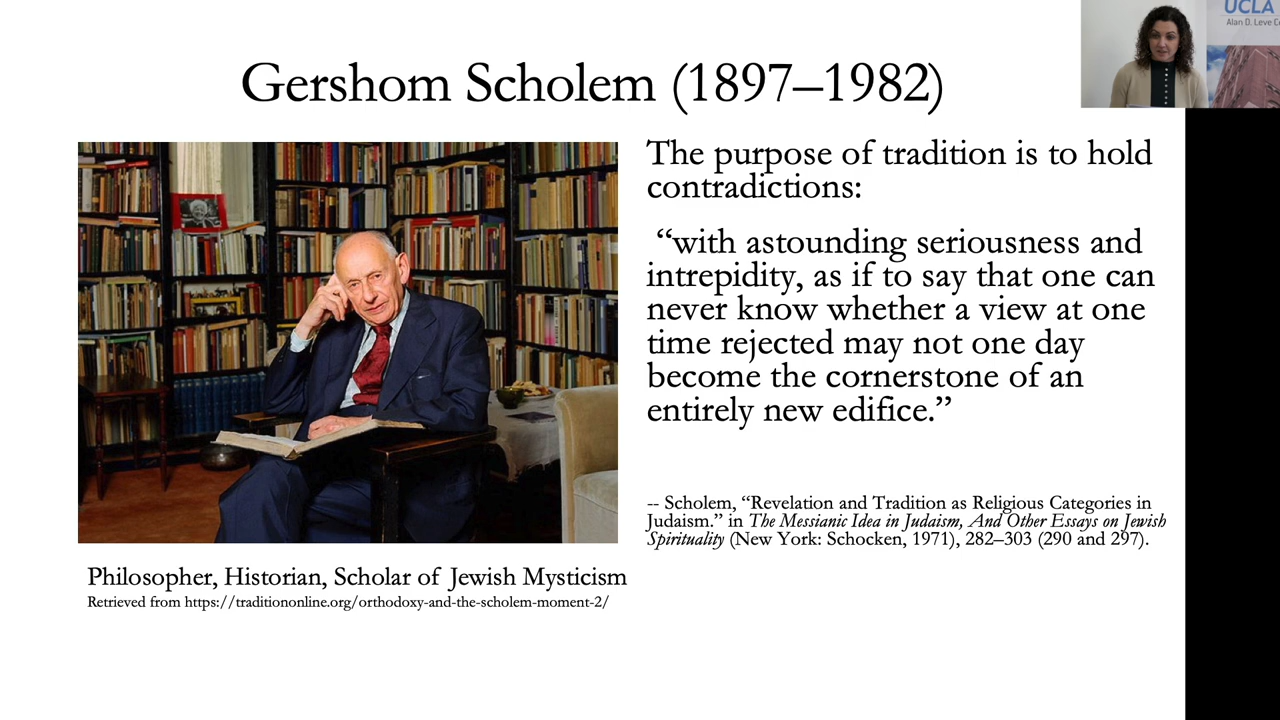 Gershom Scholem (1897–1982)
UCLA
Alan D. Leve
The purpose of tradition is to hold
contradictions:
“with astounding seriousness and
intrepidity, as if to say that one can
never know whether a view at one
time rejected may not one day
become the cornerstone of an
entirely new edifice.”
-- Scholem, “Revelation and Tradition as Religious Categories in
Judaism.” in The Messianic Idea in Judaism, And Other Essays on Jewish
Spirituality (New York: Schocken, 1971), 282–303 (290 and 297).
Philosopher, Historian, Scholar of Jewish Mysticism
Retrieved from https://traditiononline.org/orthodoxy-and-the-scholem-moment-2/